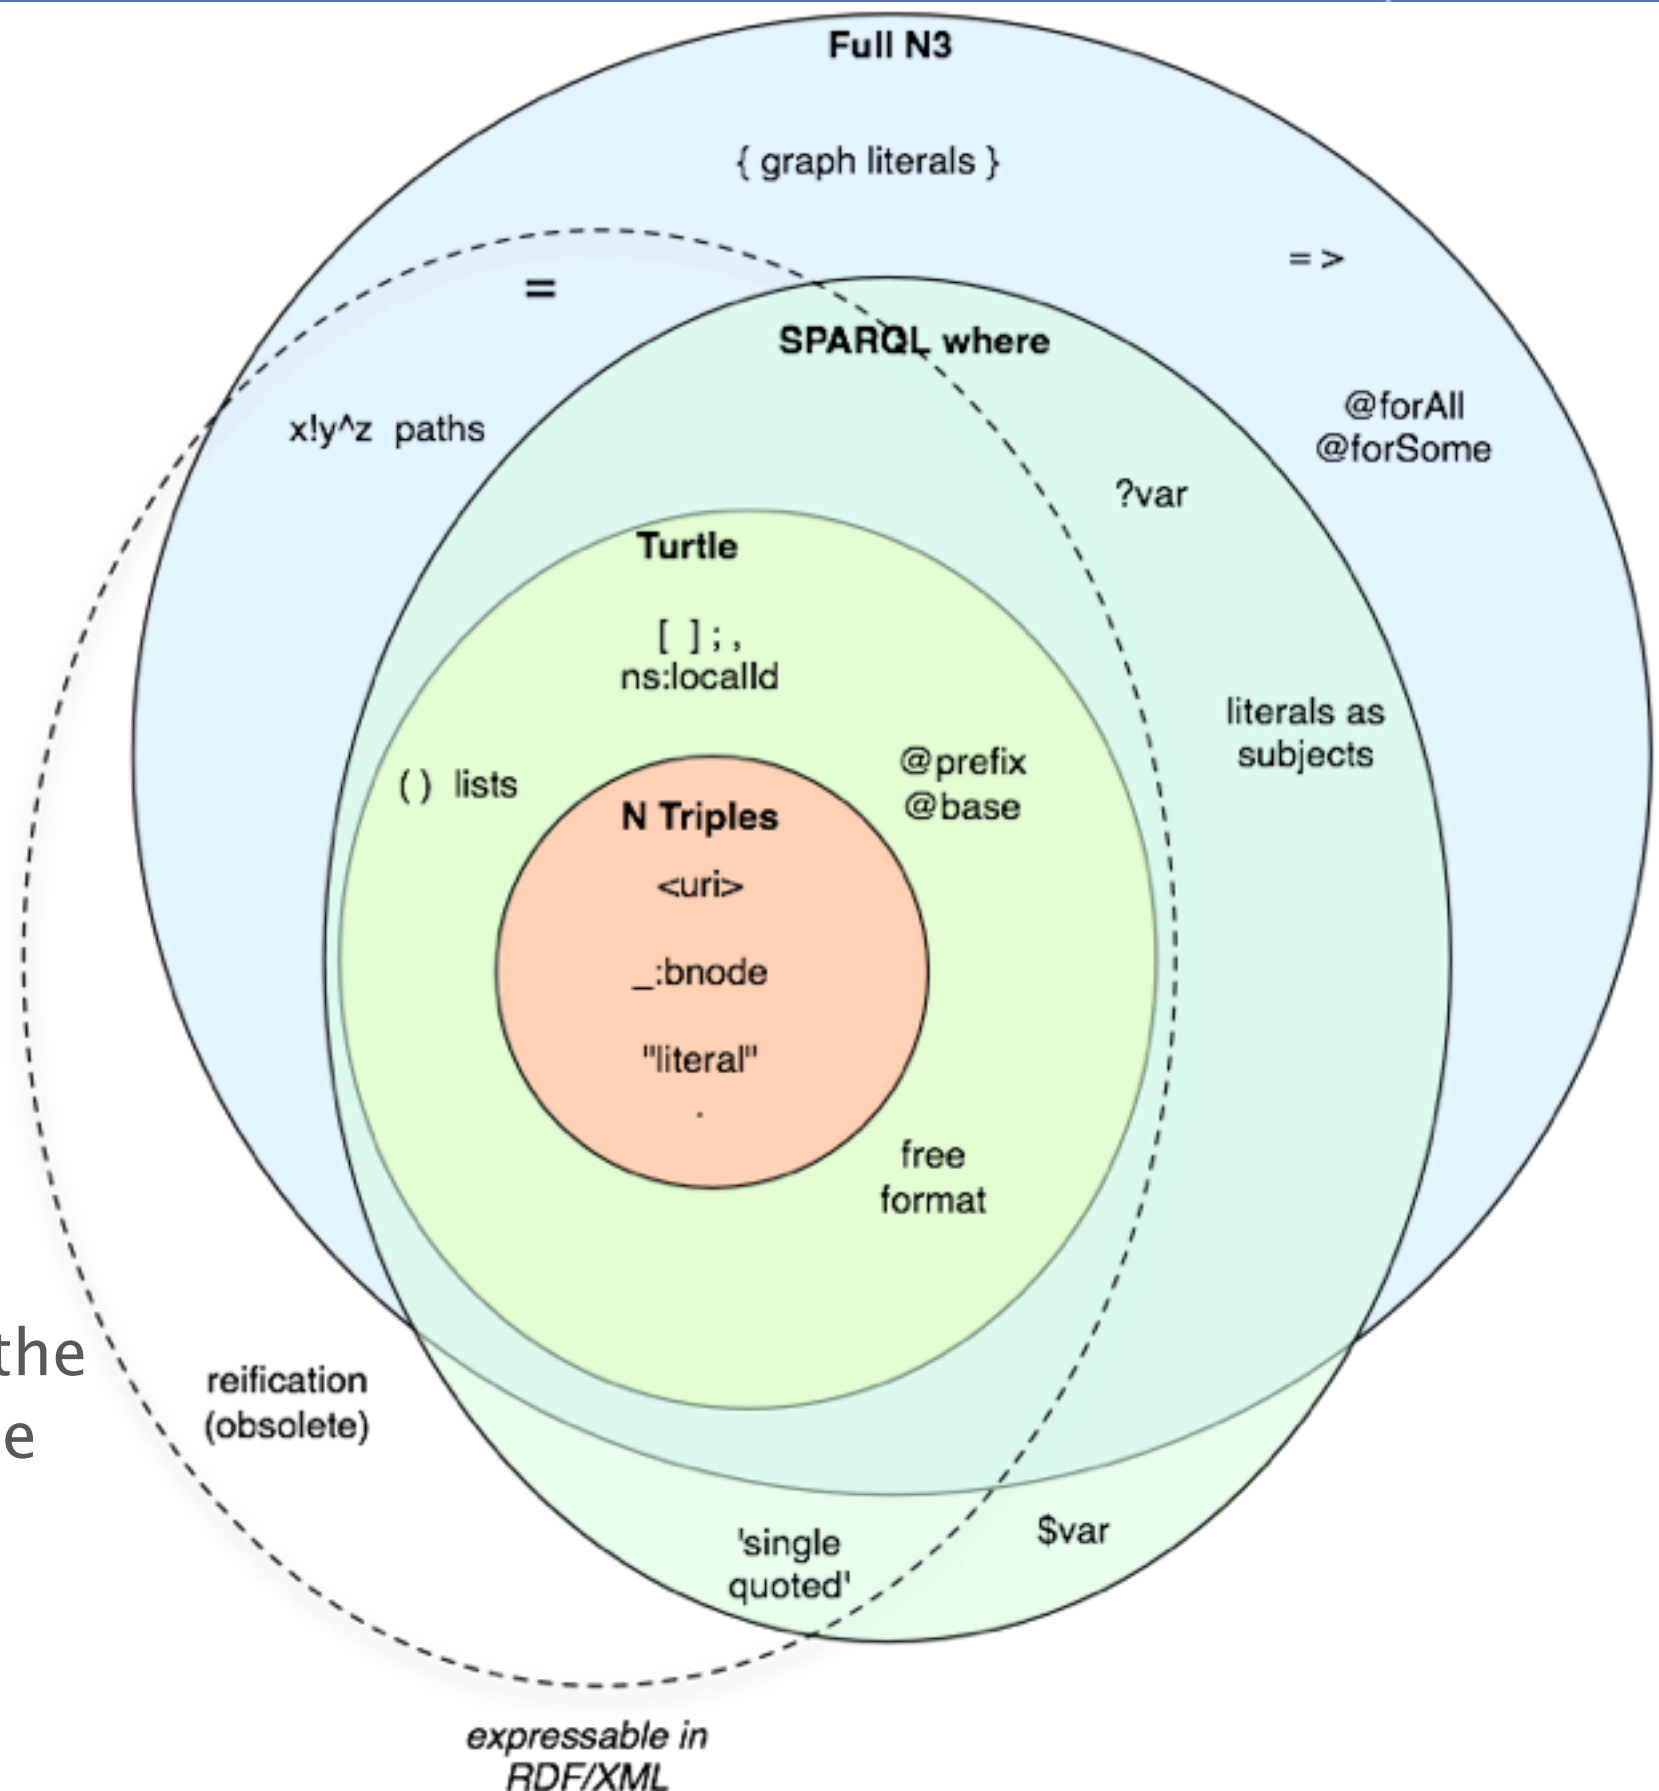 Full N3
{ graph literals }
= >
=
SPARQL where
@forAll
@forSome
x!y^z paths
?var
Turtle
[ ] ; ,
ns:localId
literals as
subjects
@prefix
@base
( ) lists
N Triples
<uri>
_:bnode
"literal"
.
free
format
the
e
reification
(obsolete)
'single
quoted'
$var
expressable in
RDF/XML